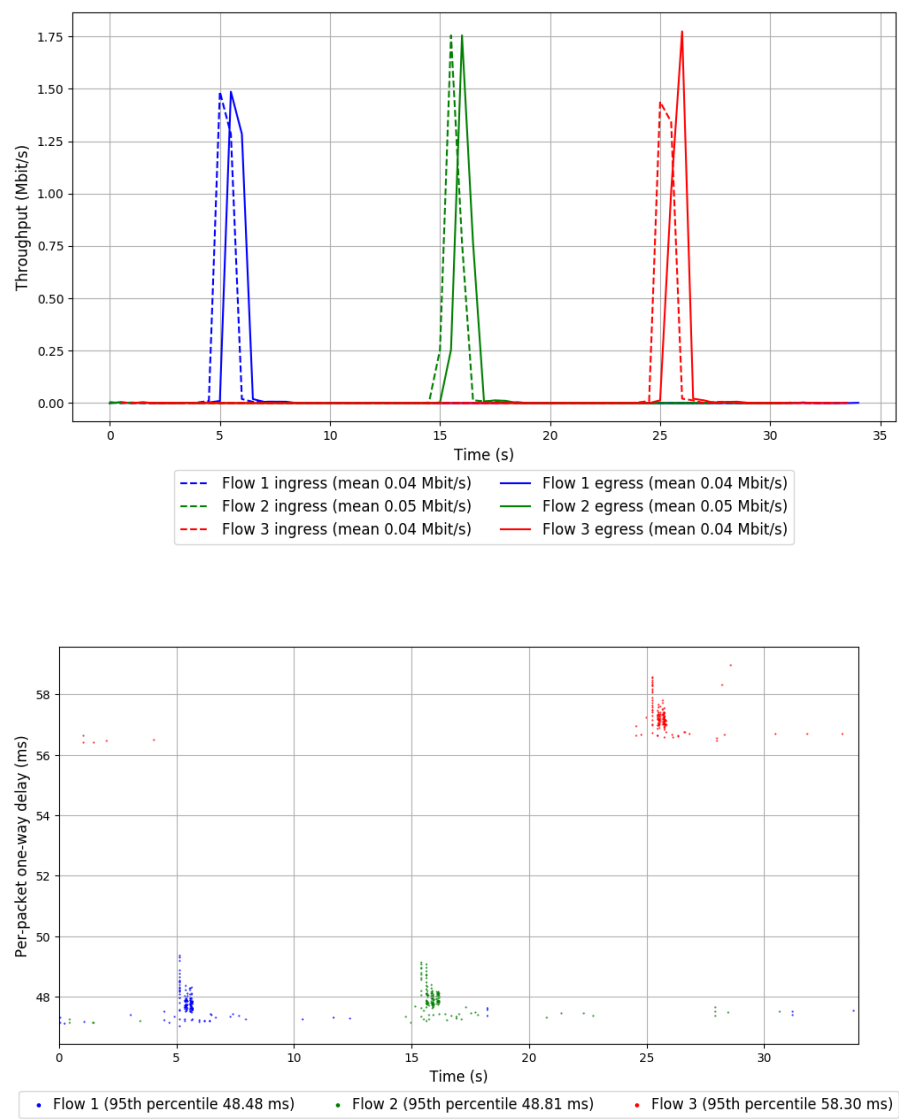 1.75
1.50
1.25
1.00
0.75
0.50
0.25
0.00
Throughput (Mbit/s)
0 5 10 15 20 25 30 35
Time (s)
Flow 1 ingress (mean 0.04 Mbit/s) Flow 1 egress (mean 0.04 Mbit/s)
Flow 2 ingress (mean 0.05 Mbit/s) Flow 2 egress (mean 0.05 Mbit/s)
Flow 3 ingress (mean 0.04 Mbit/s) Flow 3 egress (mean 0.04 Mbit/s)
58
56
54
52
50
48
Per-packet one-way delay (ms)
0 5 10 15 20 25 30
Time (s)
Flow 1 (95th percentile 48.48 ms) Flow 2 (95th percentile 48.81 ms) Flow 3 (95th percentile 58.30 ms)